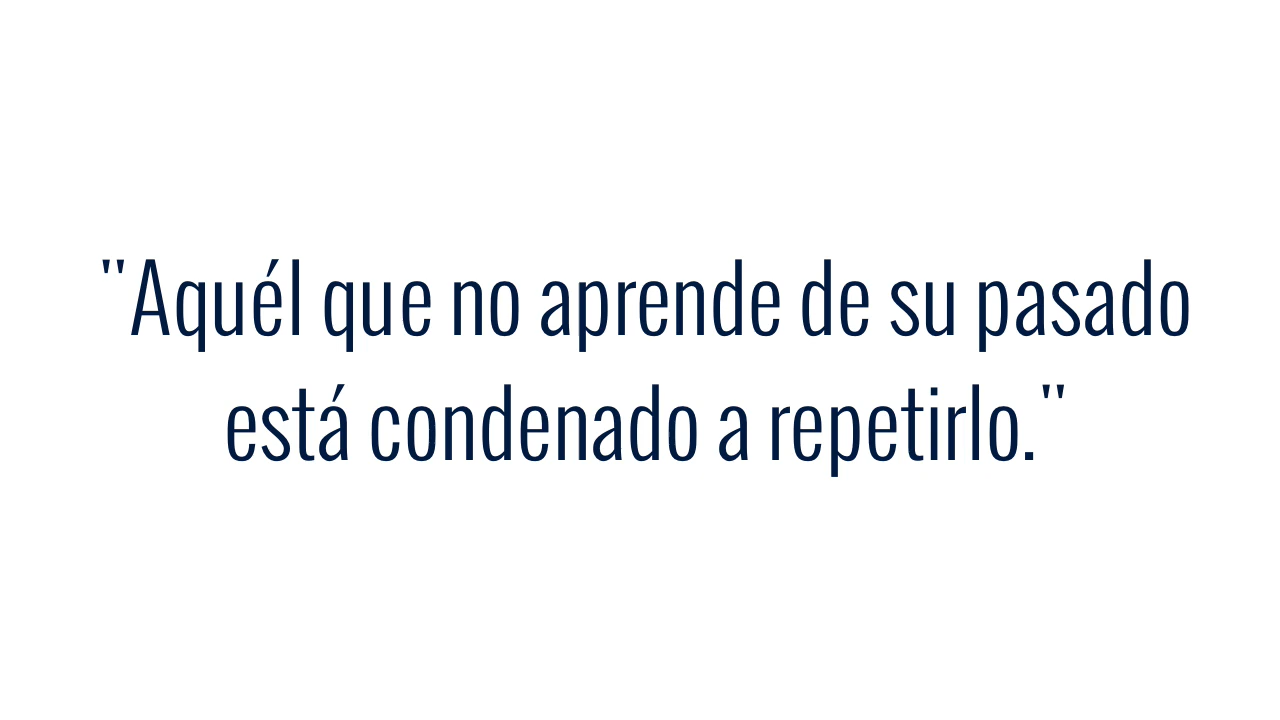 "Aquél que no aprende de su pasado
está condenado a repetirlo."